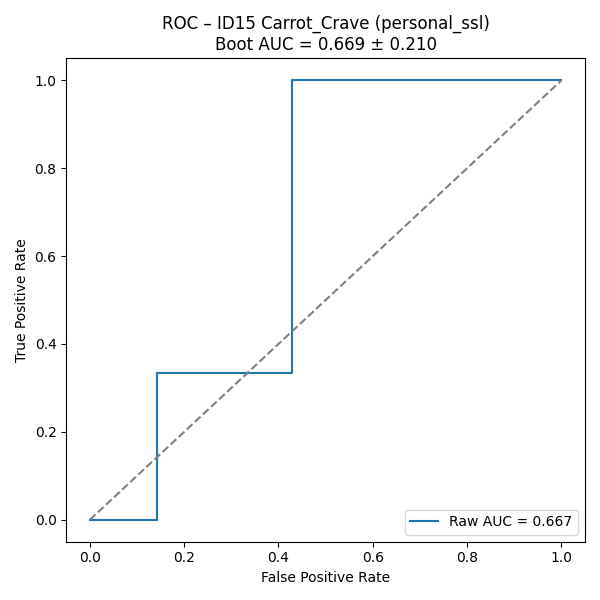 ROC – ID15 Carrot_Crave (personal_ssl)
Boot AUC = 0.669 ± 0.210
1.0
0.8
0.6
0.4
0.2
0.0
True Positive Rate
Raw AUC = 0.667
0.0 0.2 0.4 0.6 0.8 1.0
False Positive Rate